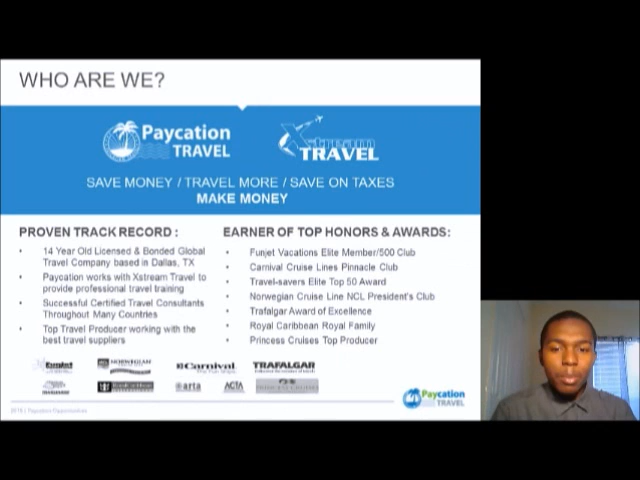 WHO ARE WE?
Paycation
TRAVEL
Xstream
TRAVEL
SAVE MONEY / TRAVEL MORE / SAVE ON TAXES
MAKE MONEY
PROVEN TRACK RECORD :
• 14 Year Old Licensed & Bonded Global
Travel Company based in Dallas, TX
• Paycation works with Xstream Travel to
provide professional travel training
• Successful Certified Travel Consultants
Throughout Many Countries
• Top Travel Producer working with the
best travel suppliers
EARNER OF TOP HONORS & AWARDS:
• Funjet Vacations Elite Member/500 Club
• Carnival Cruise Lines Pinnacle Club
• Travel-savers Elite Top 50 Award
• Norwegian Cruise Line NCL President's Club
• Trafalgar Award of Excellence
• Royal Caribbean Royal Family
• Princess Cruises Top Producer
Funjet
NORWEGIAN
Carnival
TRAFALGAR
arta
ACTA
Paycation
TRAVEL